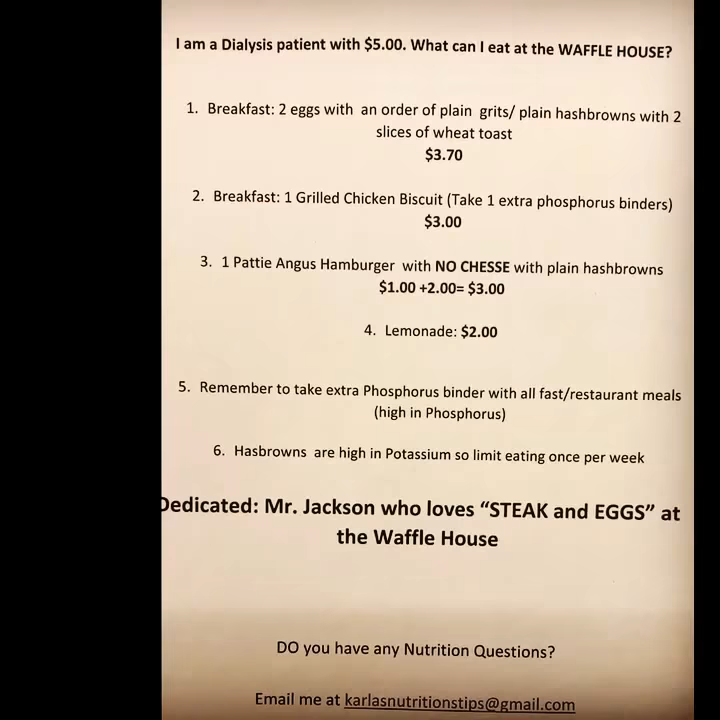 I am a Dialysis patient with $5.00. What can I eat at the WAFFLE HOUSE?
1. Breakfast: 2 eggs with an order of plain grits/ plain hashbrowns with 2
slices of wheat toast
$3.70
2. Breakfast: 1 Grilled Chicken Biscuit (Take 1 extra phosphorus binders)
$3.00
3. 1 Pattie Angus Hamburger with NO CHESSE with plain hashbrowns
$1.00 +2.00= $3.00
4. Lemonade: $2.00
5. Remember to take extra Phosphorus binder with all fast/restaurant meals
(high in Phosphorus)
6. Hasbrowns are high in Potassium so limit eating once per week
Dedicated: Mr. Jackson who loves “STEAK and EGGS” at
the Waffle House
DO you have any Nutrition Questions?
Email me at karlasnutritionstips@gmail.com